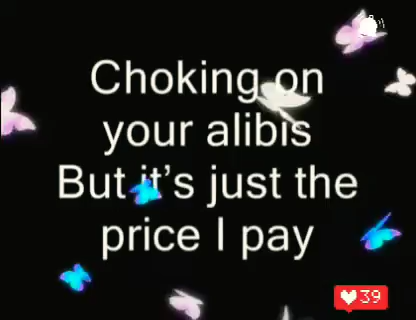 Choking on
your alibis
But it’s just the
price I pay
39